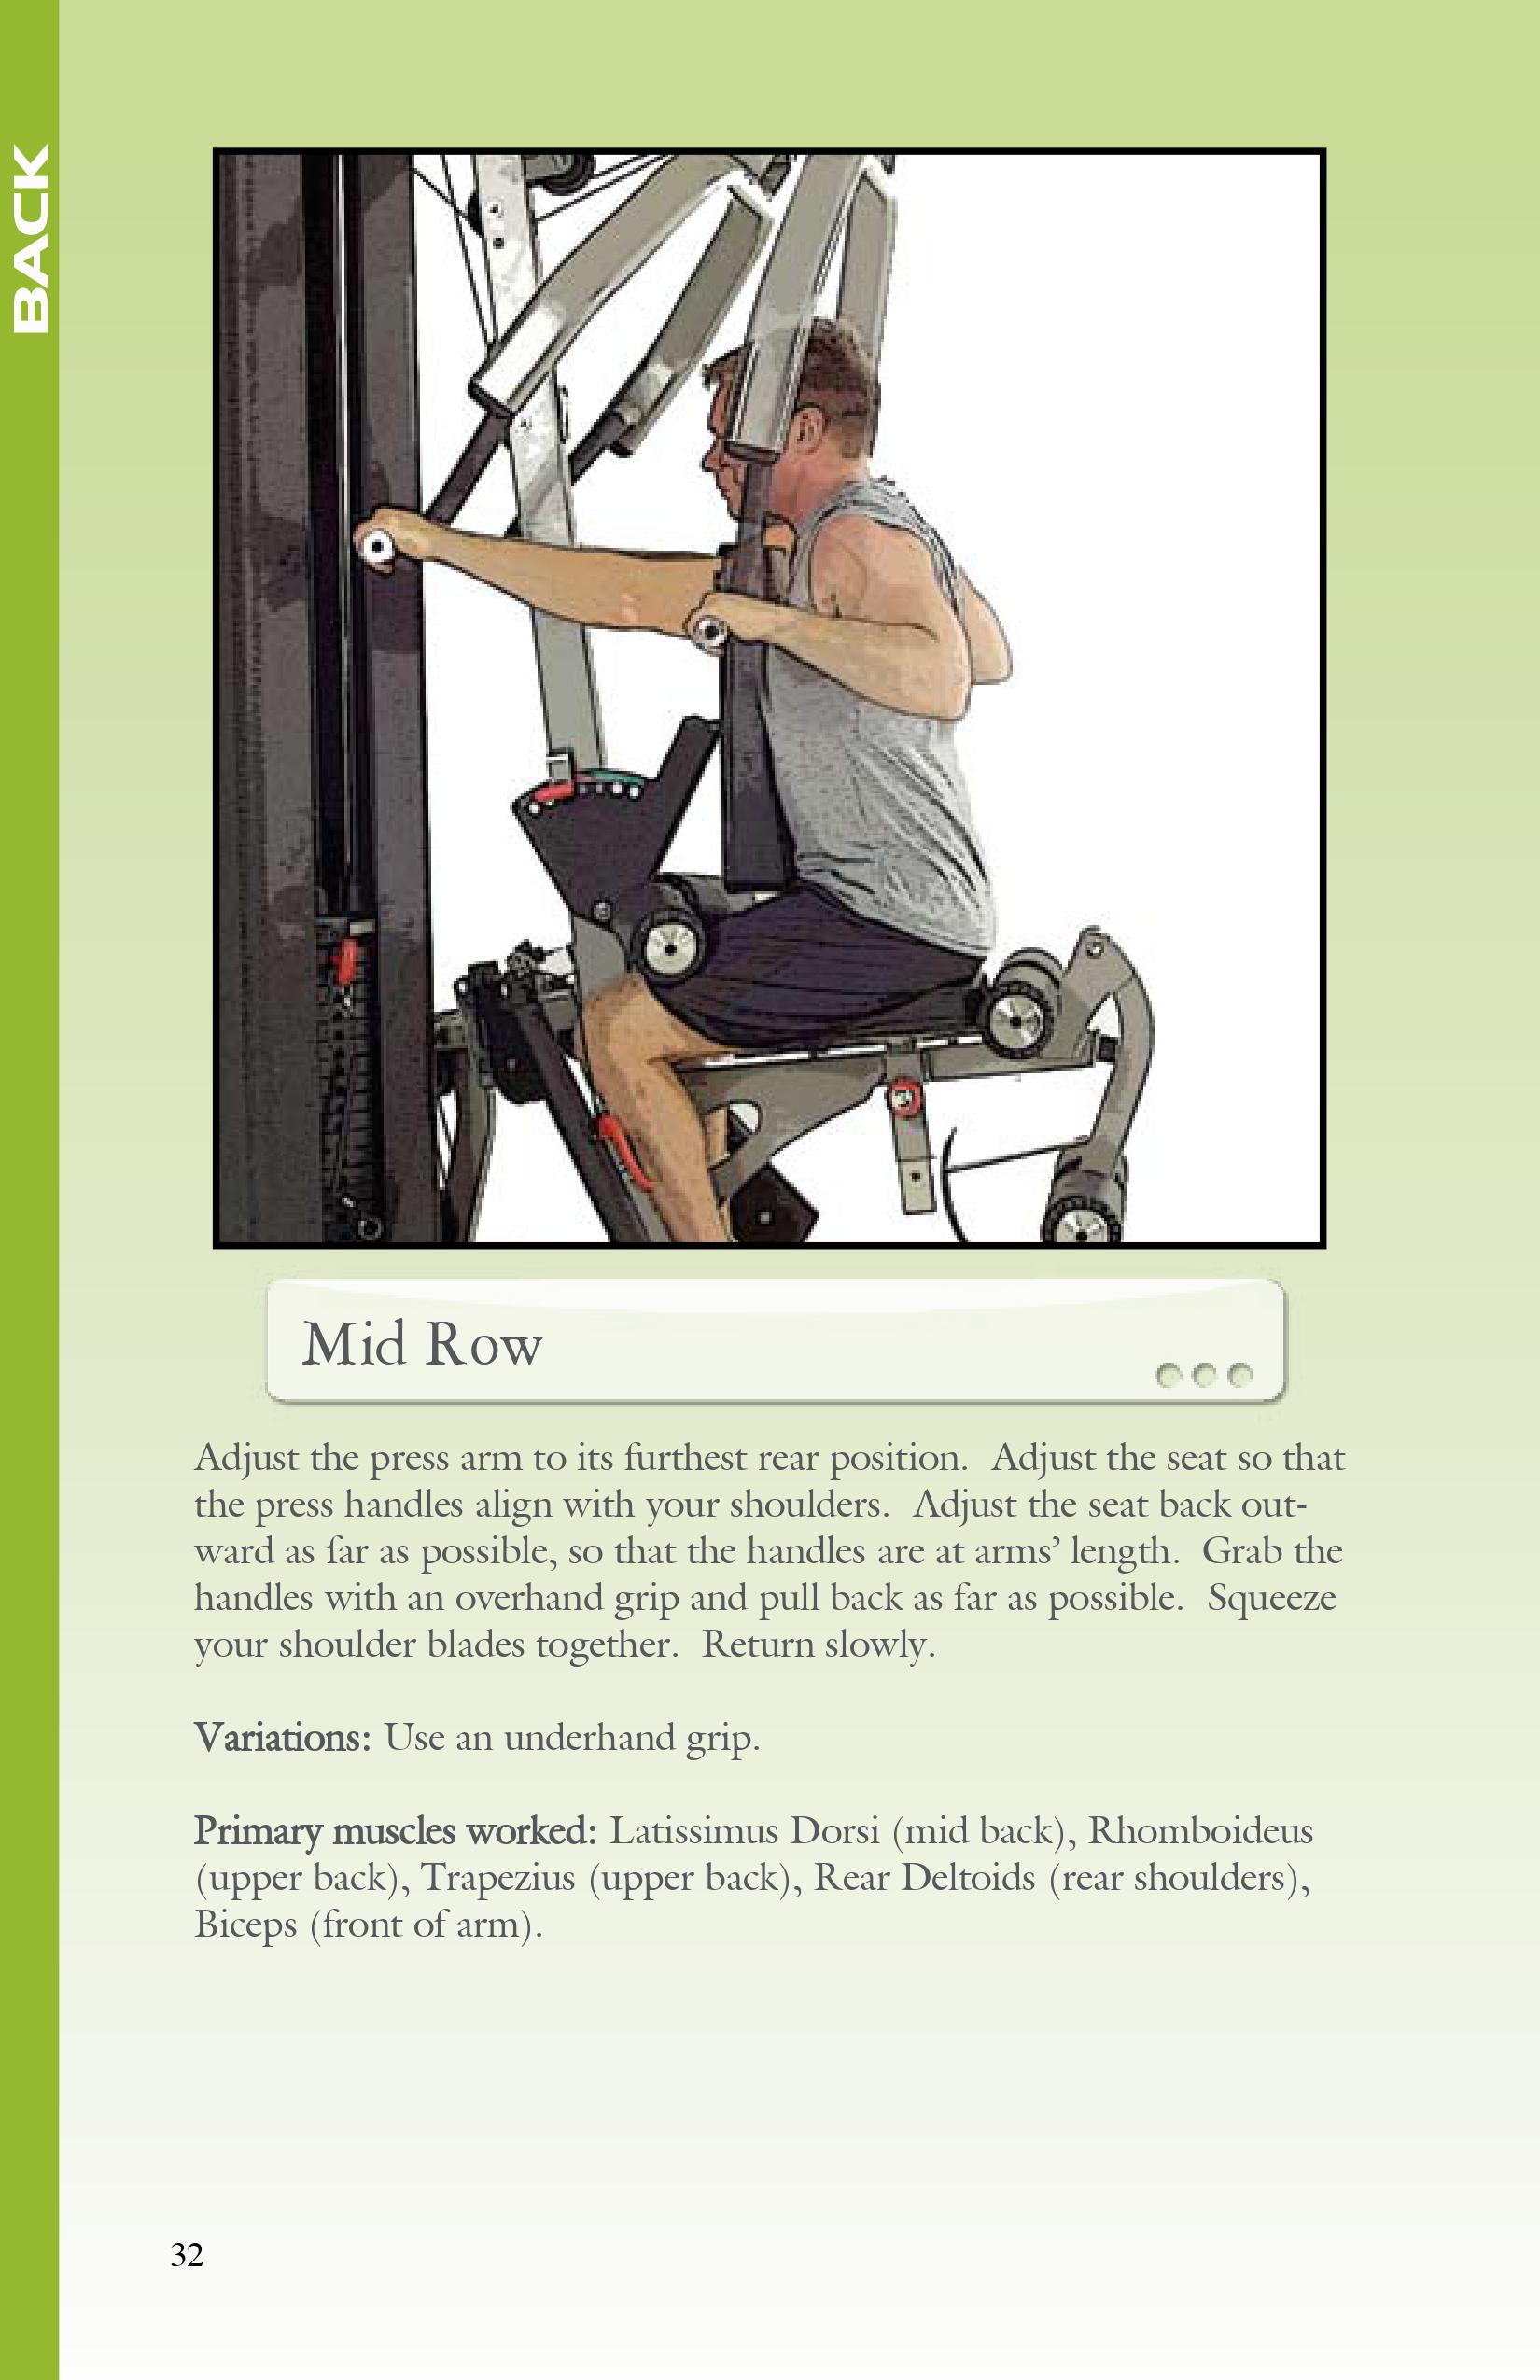 BACK
Mid Row
Adjust the press arm to its furthest rear position.  Adjust the seat so that
the press handles align with your shoulders.  Adjust the seat back out-
ward as far as possible, so that the handles are at arms’ length.  Grab the
handles with an overhand grip and pull back as far as possible.  Squeeze
your shoulder blades together.  Return slowly.
Variations: Use an underhand grip.
Primary muscles worked: Latissimus Dorsi (mid back), Rhomboideus
(upper back), Trapezius (upper back), Rear Deltoids (rear shoulders),
Biceps (front of arm).
32